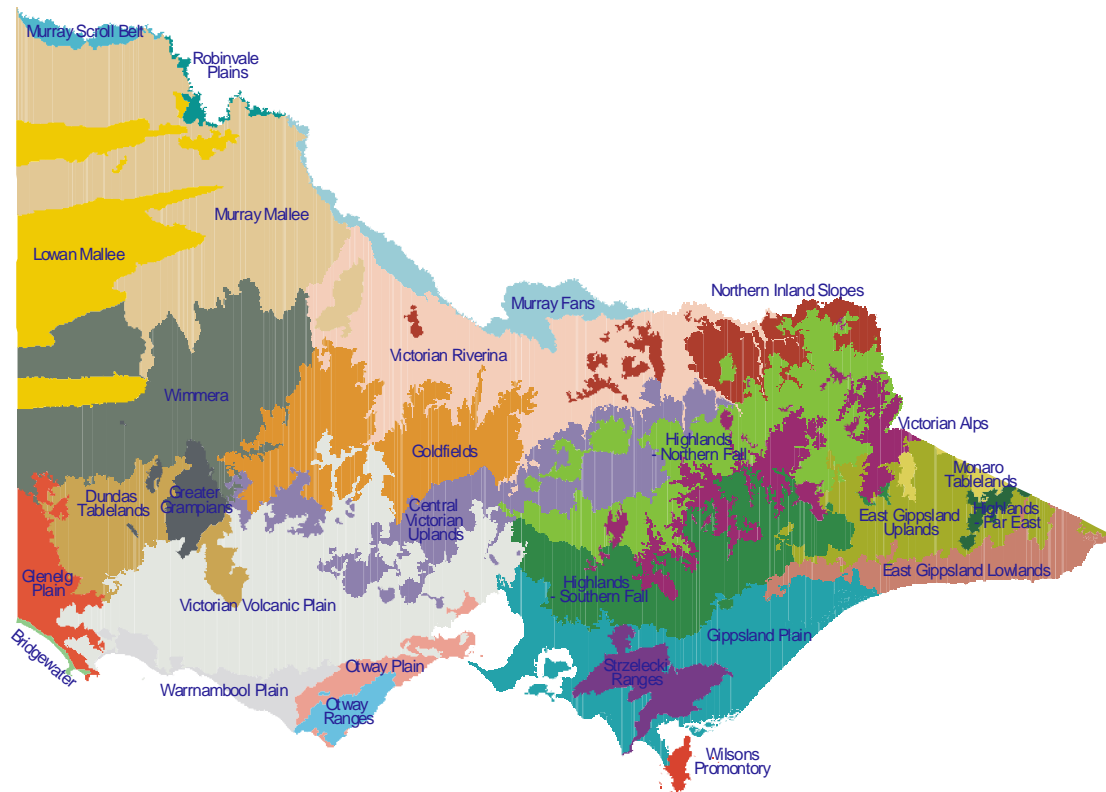 Murray Scroll Belt
Robinvale
Plains
Murray Mallee
Lowan Mallee
Northern Inland Slopes
Murray Fans
Victorian Riverina
Wimmera
Victorian Alps
Goldfields
Highlands
- Northern Fall
Monaro
Tablelands
Dundas
Tablelands
Greater
Grampians
Central
Victorian
Uplands
East Gippsland
Uplands
Highlands
Far East
Glenelg
Plain
Victorian Volcanic Plain
Highlands
- Southern Fall
East Gippsland Lowlands
Gippsland Plain
Bridgewater
Warrnambool Plain
Otway Plain
Otway
Ranges
Strzelecki
Ranges
Wilsons
Promontory